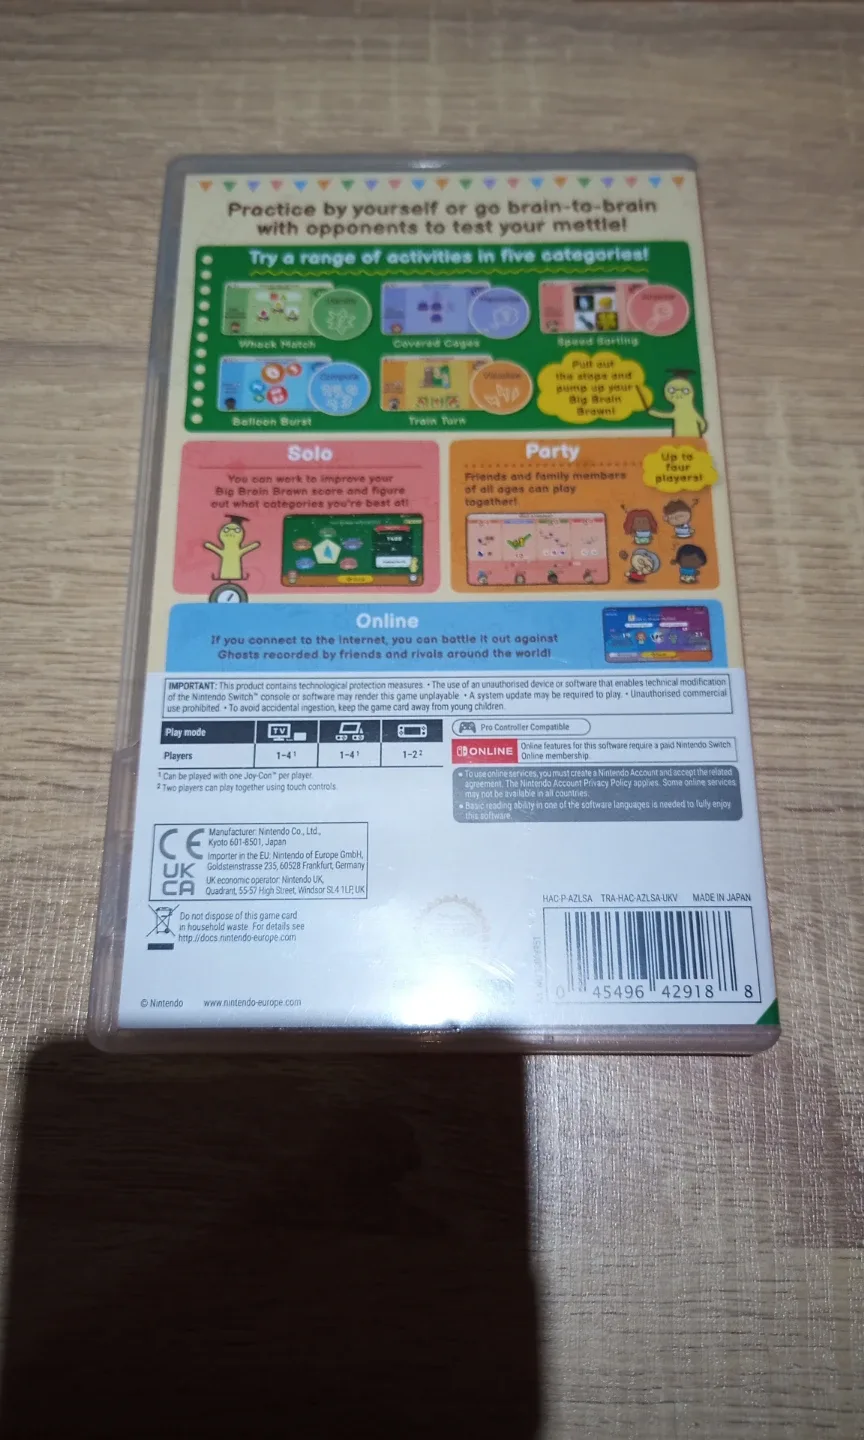 Practice by yourself or go brain-to-brain
with opponents to test your mettle!
Try a range of activities in five categories!
Identify
Memorise
Analyse
Whack Match
Covered Cages
Speed Sorting
Compute
Visualise
Balloon Burst
Train Turn
Pull out
the stops and
pump up your
Big Brain
Brawn!
Solo
You can work to improve your
Big Brain Brawn score and figure
out what categories you're best at!
Party
Up to
four
players!
Friends and family members
of all ages can play
together!
Online
If you connect to the internet, you can battle it out against
Ghosts recorded by friends and rivals around the world!
IMPORTANT: This product contains technological protection measures. • The use of an unauthorised device or software that enables technical modification
of the Nintendo Switch™ console or software may render this game unplayable. • A system update may be required to play. • Unauthorised commercial
use prohibited. • To avoid accidental ingestion, keep the game card away from young children.
Play mode
TV
Players 1-4¹ 1-4¹ 1-2²
¹ Can be played with one Joy-Con™ per player.
² Two players can play together using touch controls.
Pro Controller Compatible
ONLINE
Online features for this software require a paid Nintendo Switch
Online membership.
• To use online services, you must create a Nintendo Account and accept the related
agreement. The Nintendo Account Privacy Policy applies. Some online services
may not be available in all countries.
• Basic reading ability in one of the software languages is needed to fully enjoy
this software.
CE
UK
CA
Manufacturer: Nintendo Co., Ltd.,
Kyoto 601-8501, Japan
Importer in the EU: Nintendo of Europe GmbH,
Goldsteinstrasse 235, 60528 Frankfurt, Germany
UK economic operator: Nintendo UK,
Quadrant, 55-57 High Street, Windsor SL4 1LP, UK
Do not dispose of this game card
in household waste. For details see
http://docs.nintendo-europe.com
HAC-P-AZLSA TRA-HAC-AZLSA-UKV MADE IN JAPAN
0 45496 42918 8
© Nintendo www.nintendo-europe.com